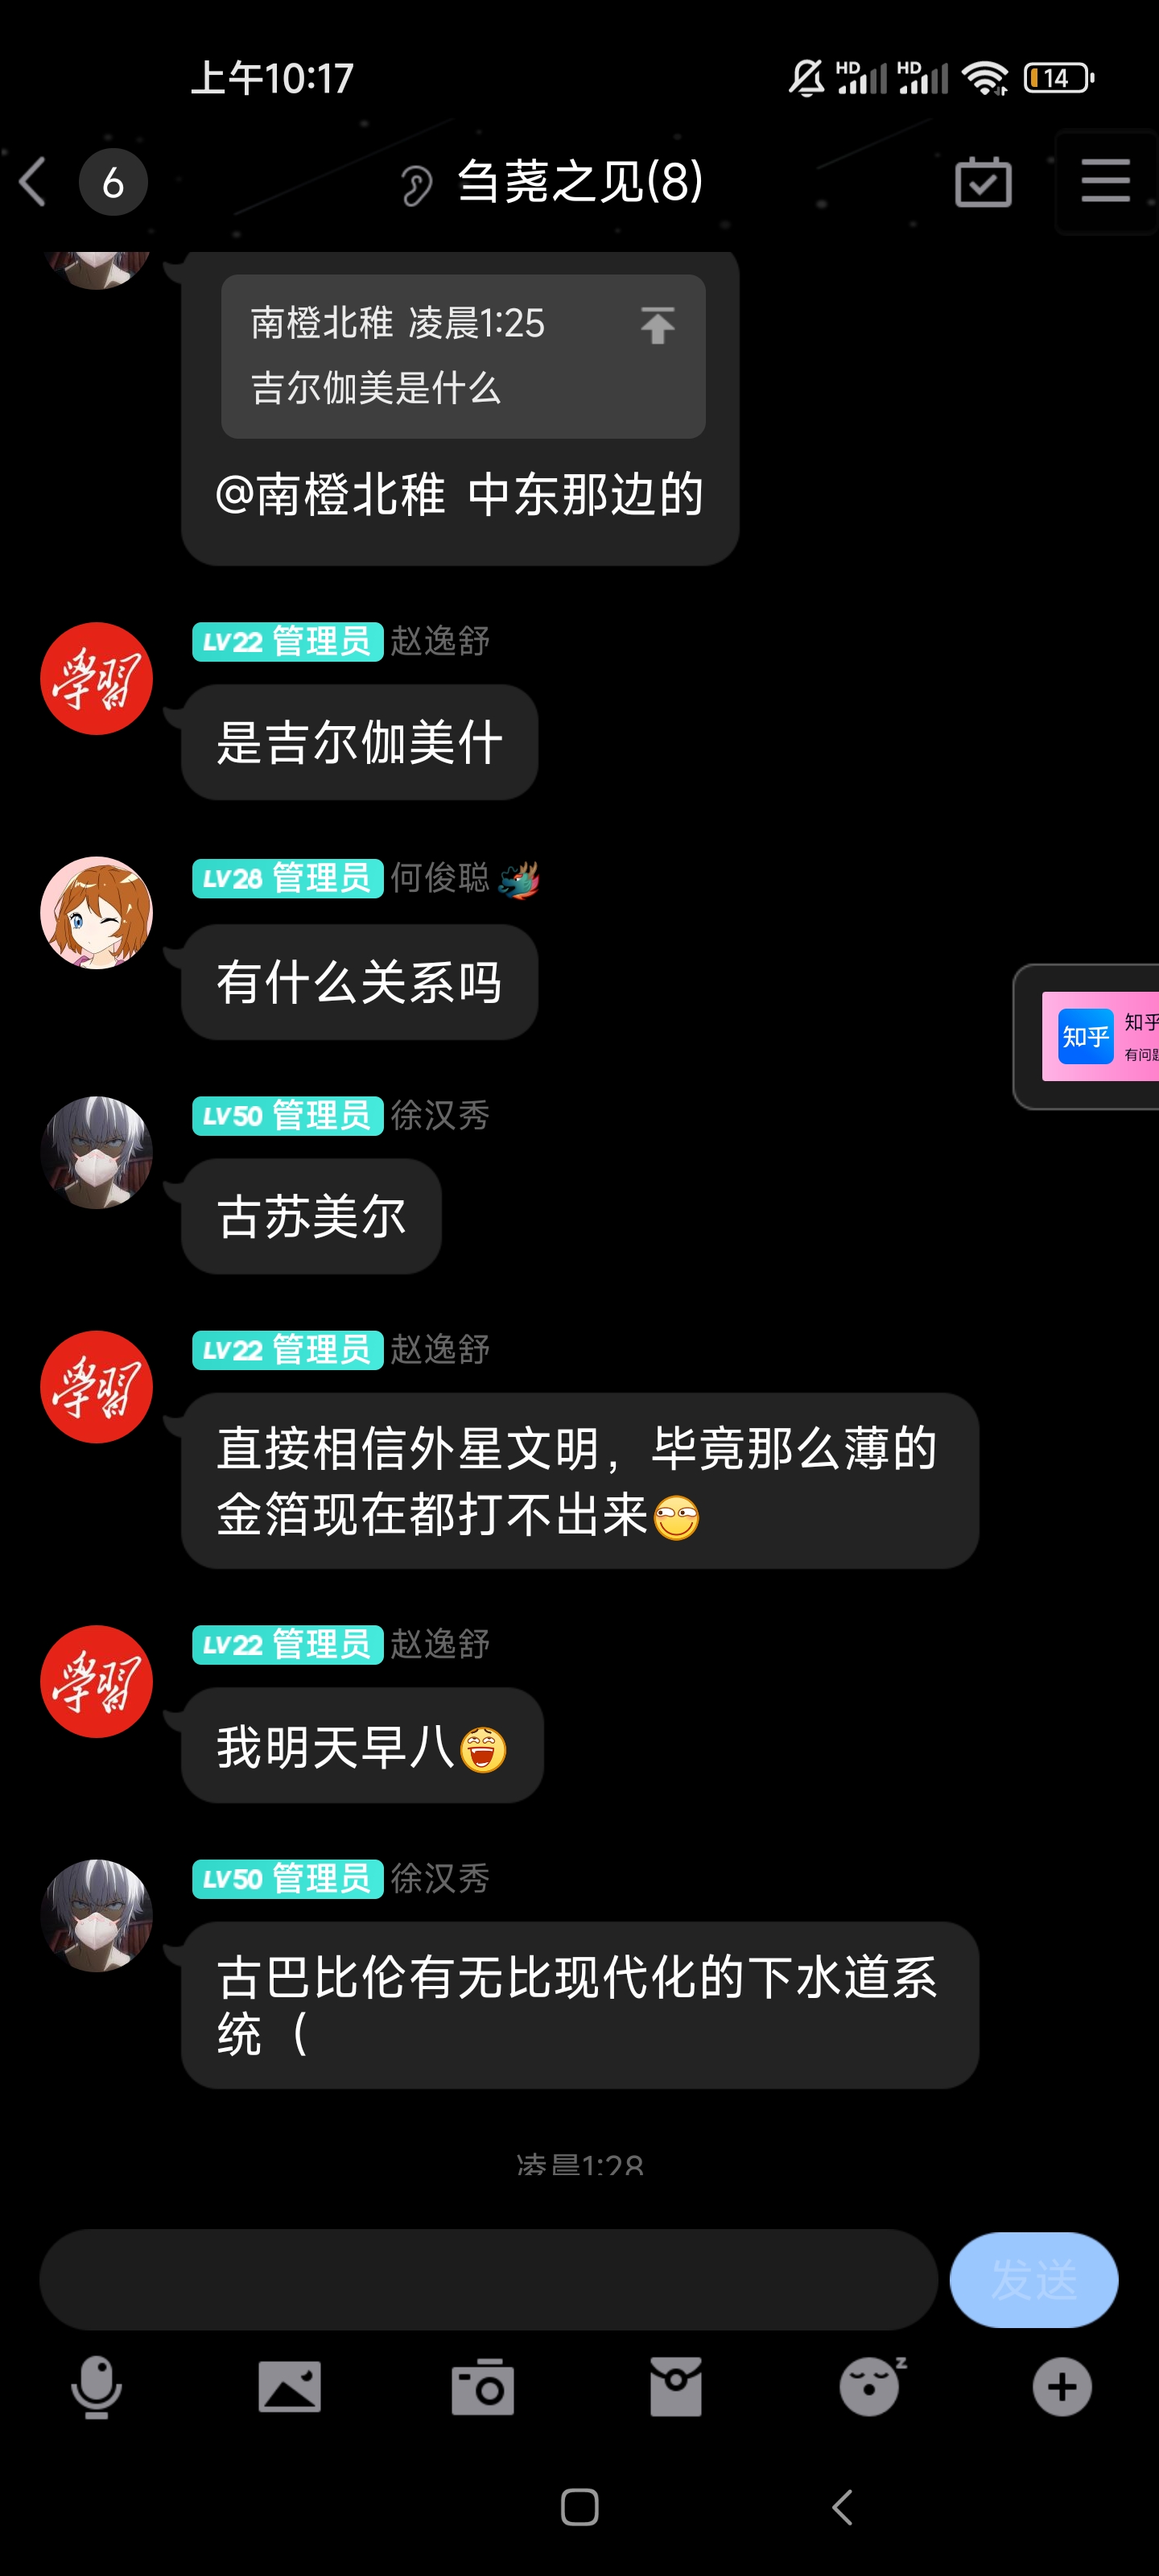 上午10:17
HD HD 14
6 刍荛之见(8)
南橙北稚 凌晨1:25
吉尔伽美是什么
@南橙北稚 中东那边的
LV22 管理员 赵逸舒
學習
是吉尔伽美什
LV28 管理员 何俊聪🐲
有什么关系吗
知乎 知乎
有问题
LV50 管理员 徐汉秀
古苏美尔
LV22 管理员 赵逸舒
學習
直接相信外星文明，毕竟那么薄的
金箔现在都打不出来
LV22 管理员 赵逸舒
學習
我明天早八
LV50 管理员 徐汉秀
古巴比伦有无比现代化的下水道系
统（
凌晨1:28
发送